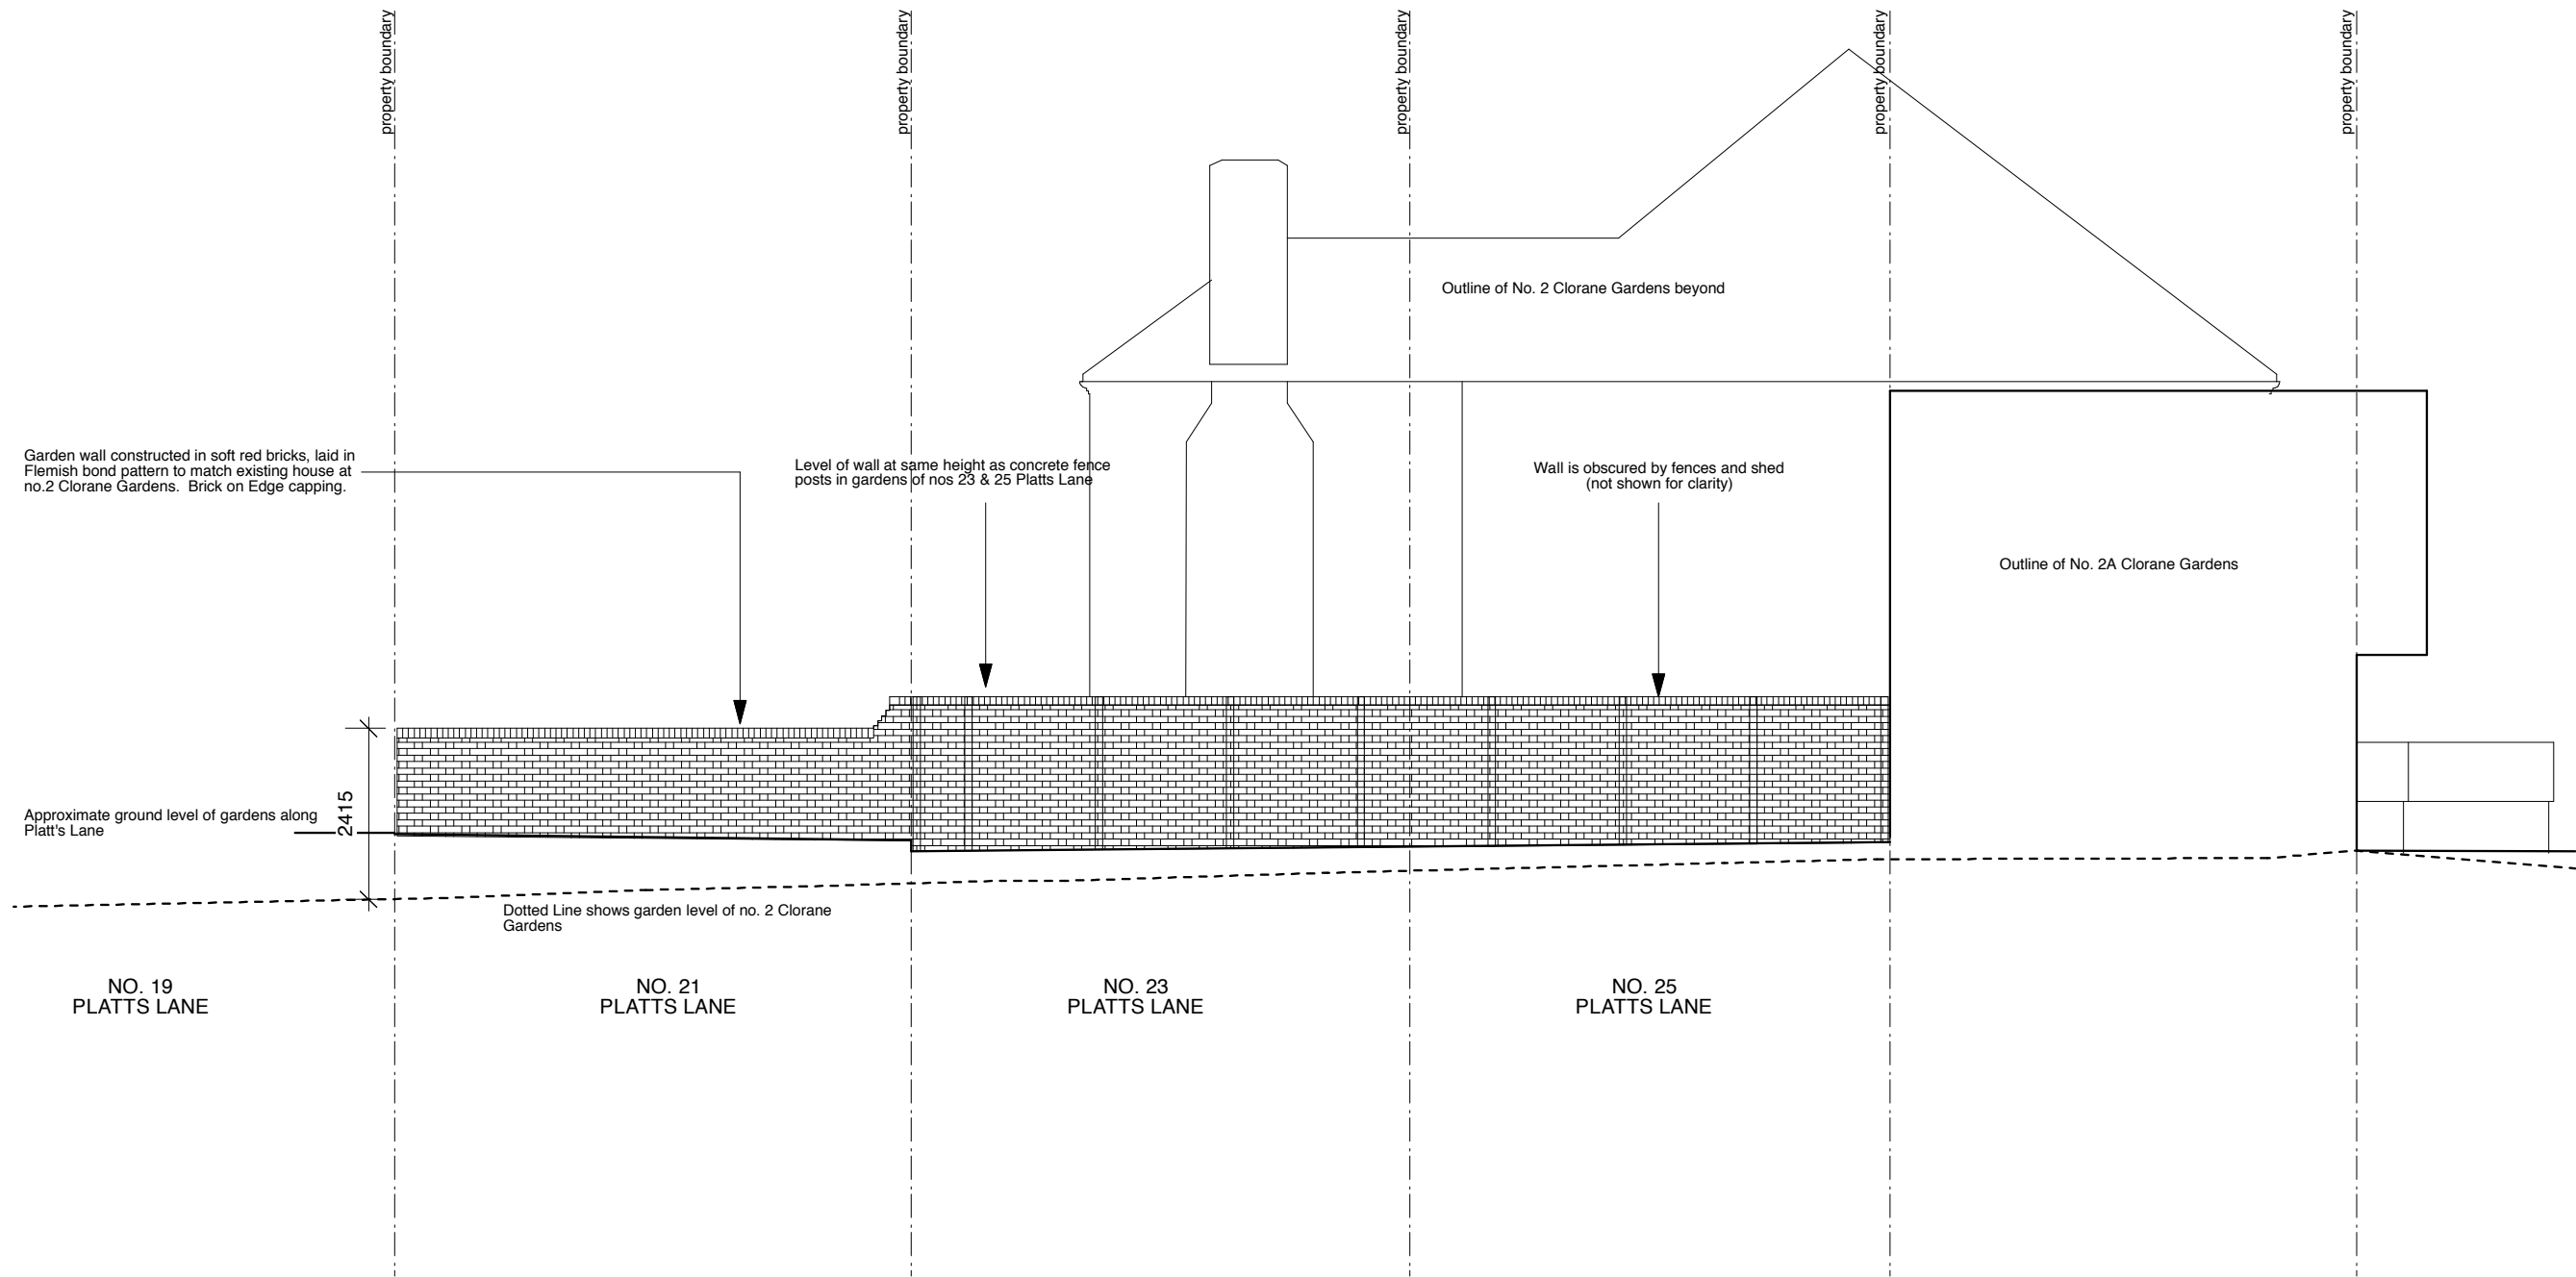 property boundary
property boundary
property boundary
property boundary
property boundary
Outline of No. 2 Clorane Gardens beyond
Garden wall constructed in soft red bricks, laid in
Flemish bond pattern to match existing house at
no.2 Clorane Gardens. Brick on Edge capping.
Level of wall at same height as concrete fence
posts in gardens of nos 23 & 25 Platts Lane
Wall is obscured by fences and shed
(not shown for clarity)
Outline of No. 2A Clorane Gardens
Approximate ground level of gardens along
Platt's Lane
2415
Dotted Line shows garden level of no. 2 Clorane
Gardens
NO. 19
PLATTS LANE
NO. 21
PLATTS LANE
NO. 23
PLATTS LANE
NO. 25
PLATTS LANE